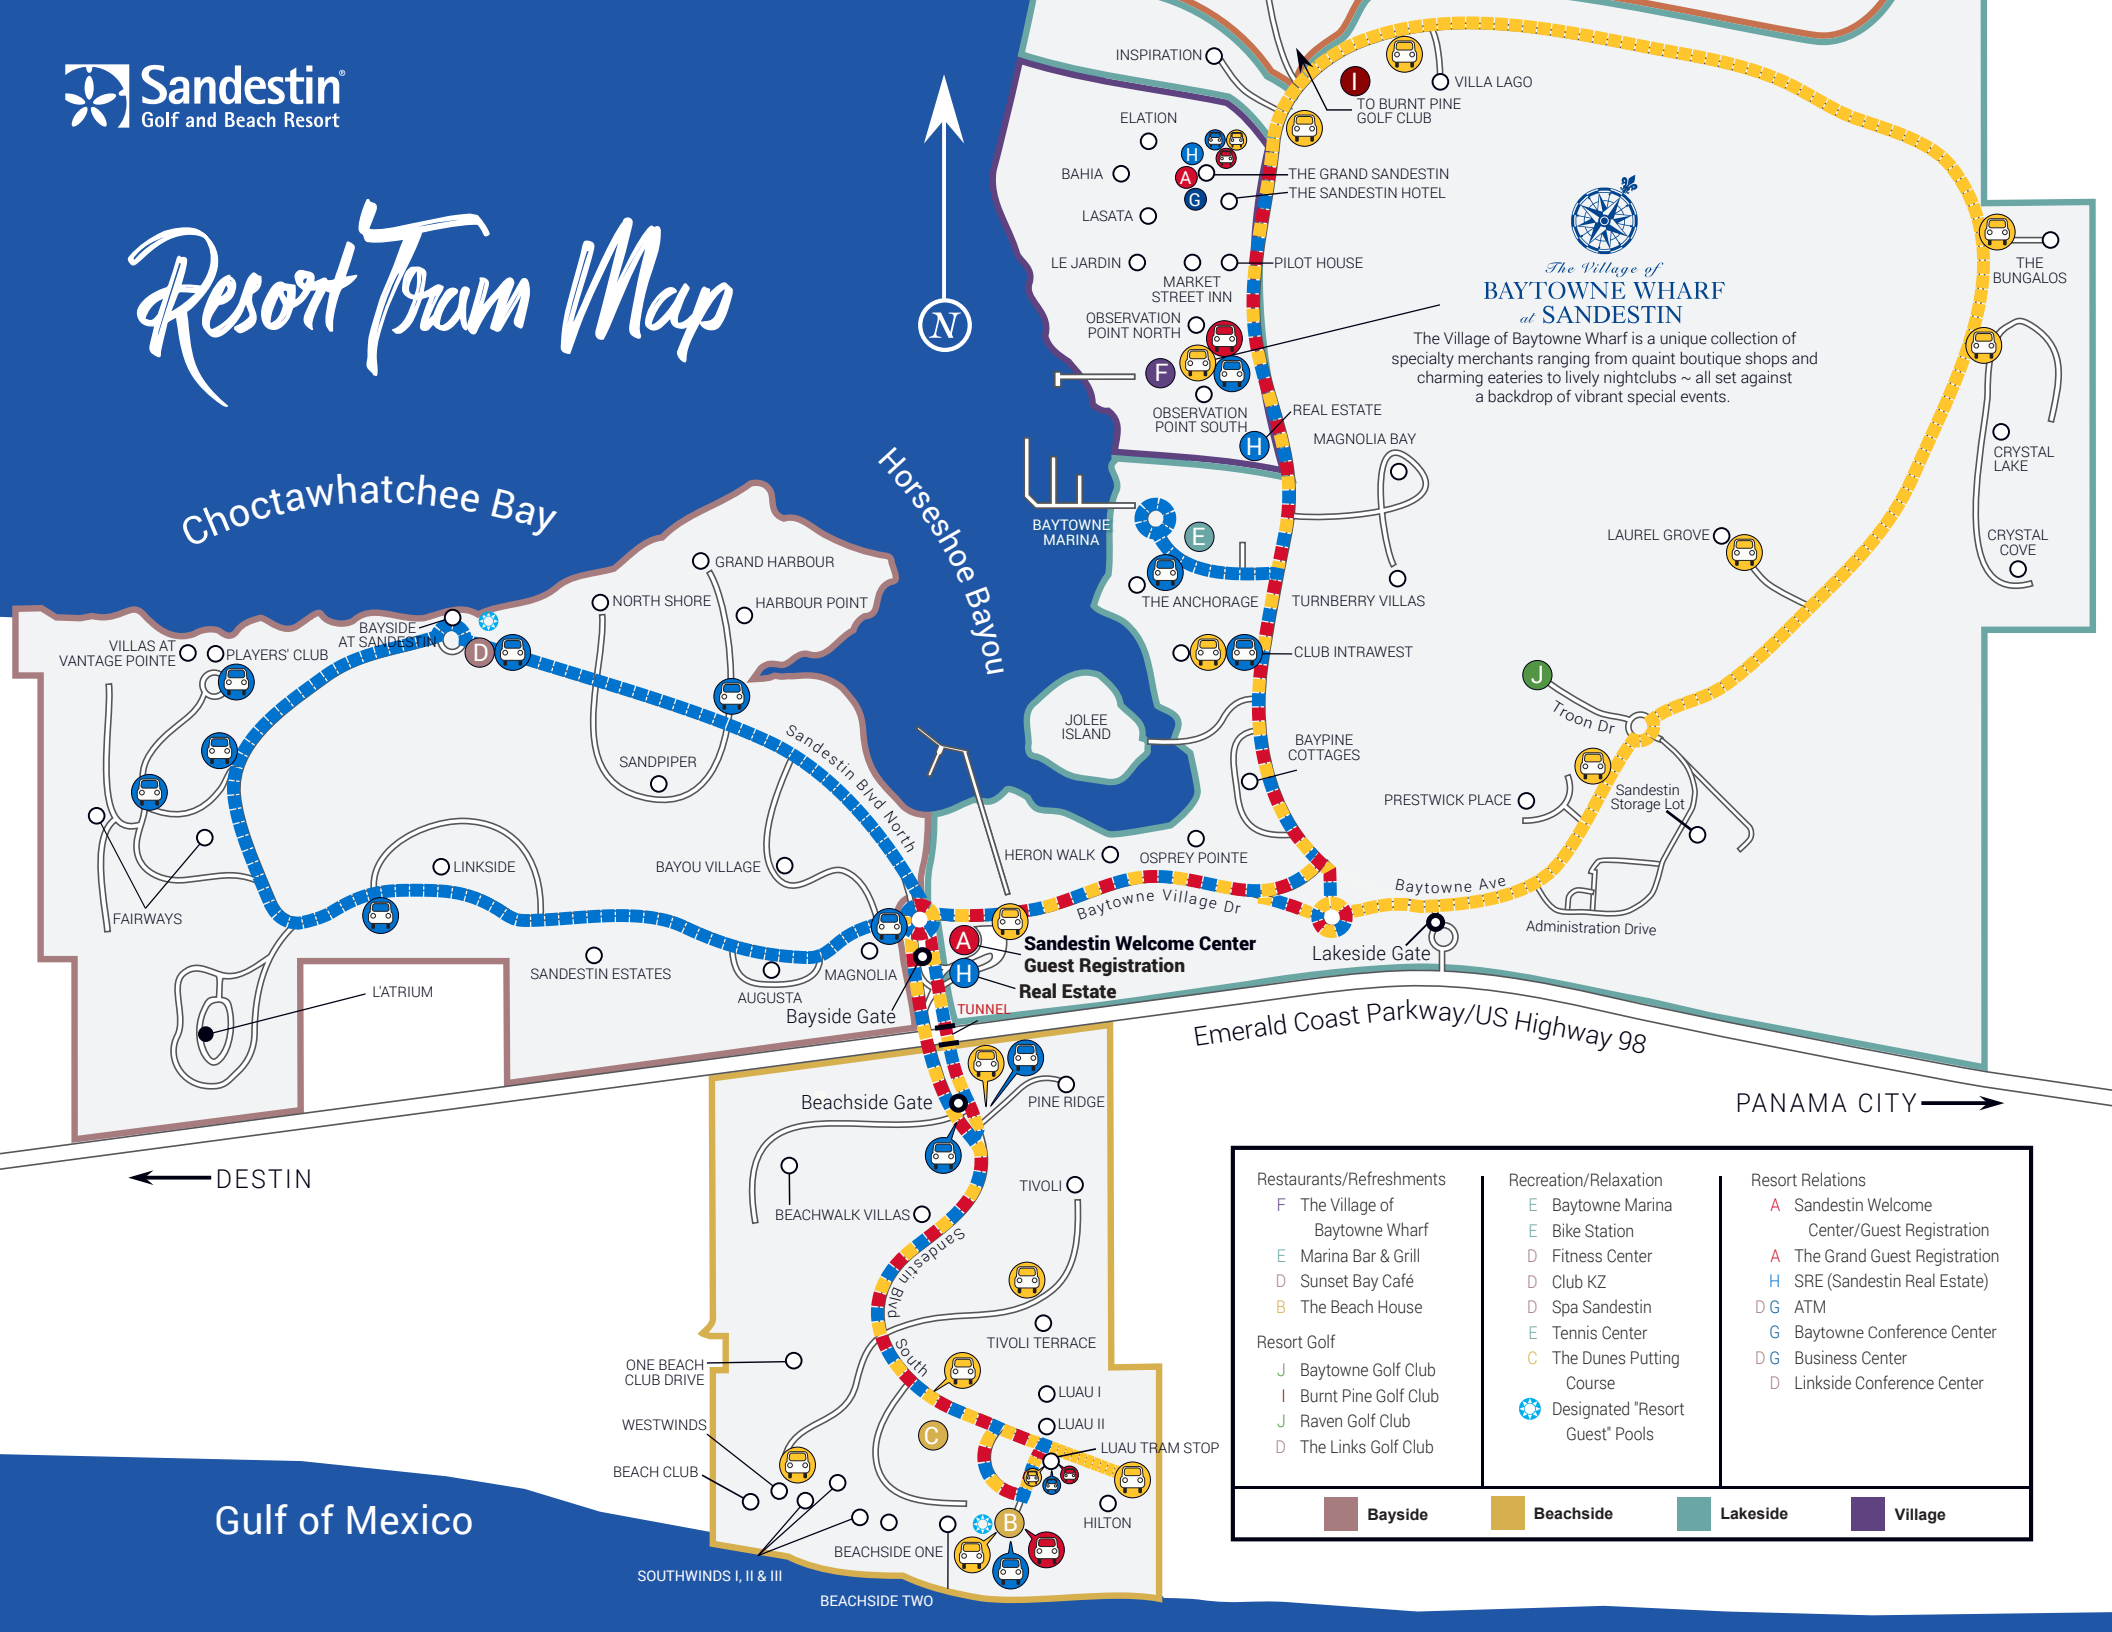 Sandestin®
Golf and Beach Resort
Resort Tram Map
N
Choctawhatchee Bay
Horseshoe Bayou
INSPIRATION
I
VILLA LAGO
TO BURNT PINE
GOLF CLUB
ELATION
H
BAHIA
A
THE GRAND SANDESTIN
G
THE SANDESTIN HOTEL
LASATA
LE JARDIN
MARKET
STREET INN
PILOT HOUSE
OBSERVATION
POINT NORTH
F
OBSERVATION
POINT SOUTH
REAL ESTATE
H
MAGNOLIA BAY
The Village of
BAYTOWNE WHARF
at SANDESTIN
The Village of Baytowne Wharf is a unique collection of
specialty merchants ranging from quaint boutique shops and
charming eateries to lively nightclubs ~ all set against
a backdrop of vibrant special events.
THE
BUNGALOS
CRYSTAL
LAKE
CRYSTAL
COVE
LAUREL GROVE
BAYTOWNE
MARINA
E
THE ANCHORAGE
TURNBERRY VILLAS
CLUB INTRAWEST
J
Troon Dr
JOLEE
ISLAND
BAYPINE
COTTAGES
PRESTWICK PLACE
Sandestin
Storage Lot
HERON WALK
OSPREY POINTE
Baytowne Village Dr
Baytowne Ave
Administration Drive
Lakeside Gate
GRAND HARBOUR
NORTH SHORE
HARBOUR POINT
BAYSIDE
AT SANDESTIN
D
VILLAS AT
VANTAGE POINTE
PLAYERS' CLUB
SANDPIPER
Sandestin Blvd North
BAYOU VILLAGE
LINKSIDE
FAIRWAYS
SANDESTIN ESTATES
AUGUSTA
MAGNOLIA
L'ATRIUM
A
Sandestin Welcome Center
Guest Registration
H
Real Estate
TUNNEL
Bayside Gate
Emerald Coast Parkway/US Highway 98
PANAMA CITY
DESTIN
Beachside Gate
PINE RIDGE
TIVOLI
BEACHWALK VILLAS
Sandestin Blvd South
TIVOLI TERRACE
ONE BEACH
CLUB DRIVE
LUAU I
LUAU II
LUAU TRAM STOP
C
WESTWINDS
BEACH CLUB
B
HILTON
BEACHSIDE ONE
SOUTHWINDS I, II & III
BEACHSIDE TWO
Gulf of Mexico
Restaurants/Refreshments
F The Village of
Baytowne Wharf
E Marina Bar & Grill
D Sunset Bay Café
B The Beach House
Resort Golf
J Baytowne Golf Club
I Burnt Pine Golf Club
J Raven Golf Club
D The Links Golf Club
Recreation/Relaxation
E Baytowne Marina
E Bike Station
D Fitness Center
D Club KZ
D Spa Sandestin
E Tennis Center
C The Dunes Putting
Course
Designated "Resort
Guest" Pools
Resort Relations
A Sandestin Welcome
Center/Guest Registration
A The Grand Guest Registration
H SRE (Sandestin Real Estate)
D G ATM
G Baytowne Conference Center
D G Business Center
D Linkside Conference Center
Bayside
Beachside
Lakeside
Village